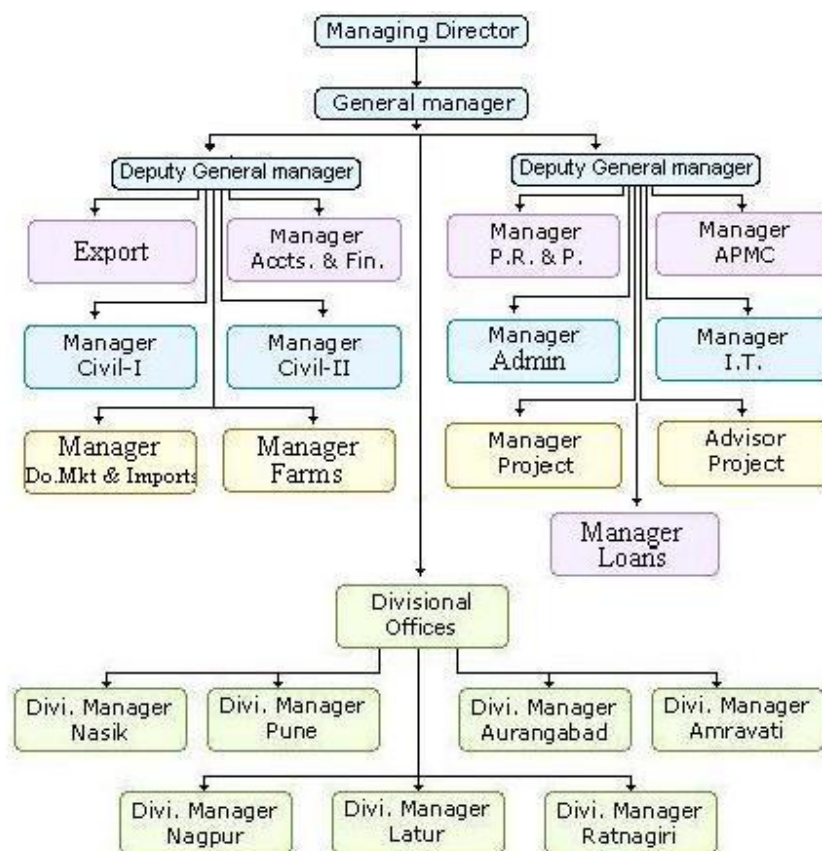 Managing Director
General manager
Deputy General manager
Deputy General manager
Export
Manager
Accts. & Fin.
Manager
P.R. & P.
Manager
APMC
Manager
Civil-I
Manager
Civil-II
Manager
Admin
Manager
I.T.
Manager
Do.Mkt & Imports
Manager
Farms
Manager
Project
Advisor
Project
Manager
Loans
Divisional
Offices
Divi. Manager
Nasik
Divi. Manager
Pune
Divi. Manager
Aurangabad
Divi. Manager
Amravati
Divi. Manager
Nagpur
Divi. Manager
Latur
Divi. Manager
Ratnagiri